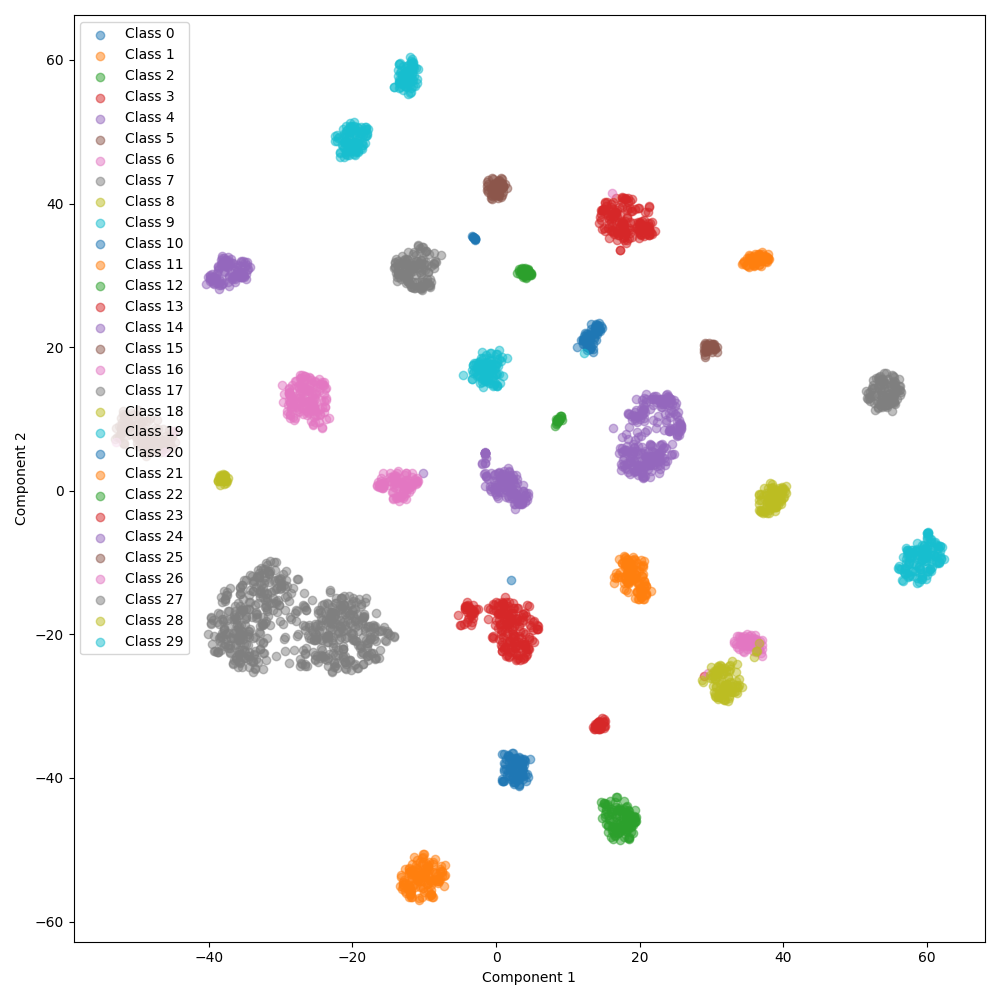 Class 0
Class 1
Class 2
Class 3
Class 4
Class 5
Class 6
Class 7
Class 8
Class 9
Class 10
Class 11
Class 12
Class 13
Class 14
Class 15
Class 16
Class 17
Class 18
Class 19
Class 20
Class 21
Class 22
Class 23
Class 24
Class 25
Class 26
Class 27
Class 28
Class 29
60
40
20
0
−20
−40
−60
Component 2
−40 −20 0 20 40 60
Component 1